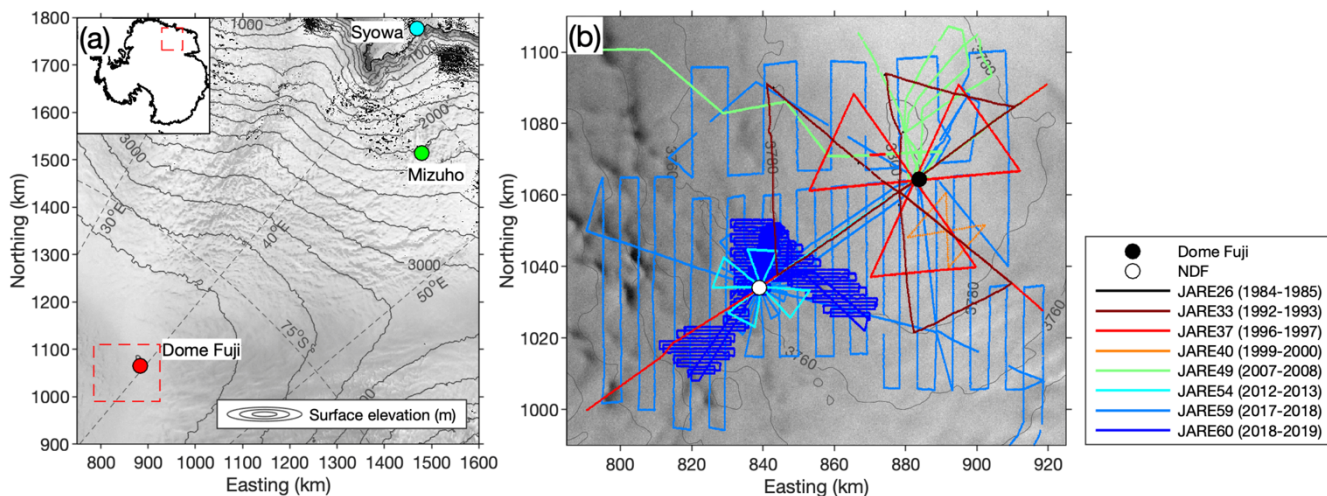 (a)
1800
1700
1600
1500
1400
1300
1200
1100
1000
900
800
900
1000
1100
1200
1300
1400
1500
1600
Northing (km)
Easting (km)
1000
Syowa
1000
2000
Mizuho
3000
30°E
40°E
3000
50°E
75°S
Dome Fuji
Surface elevation (m)
(b)
1100
1080
1060
1040
1020
1000
800
820
840
860
880
900
920
Northing (km)
Easting (km)
3780
3760
3780
3780
3760
3760
Dome Fuji
NDF
JARE26 (1984-1985)
JARE33 (1992-1993)
JARE37 (1996-1997)
JARE40 (1999-2000)
JARE49 (2007-2008)
JARE54 (2012-2013)
JARE59 (2017-2018)
JARE60 (2018-2019)